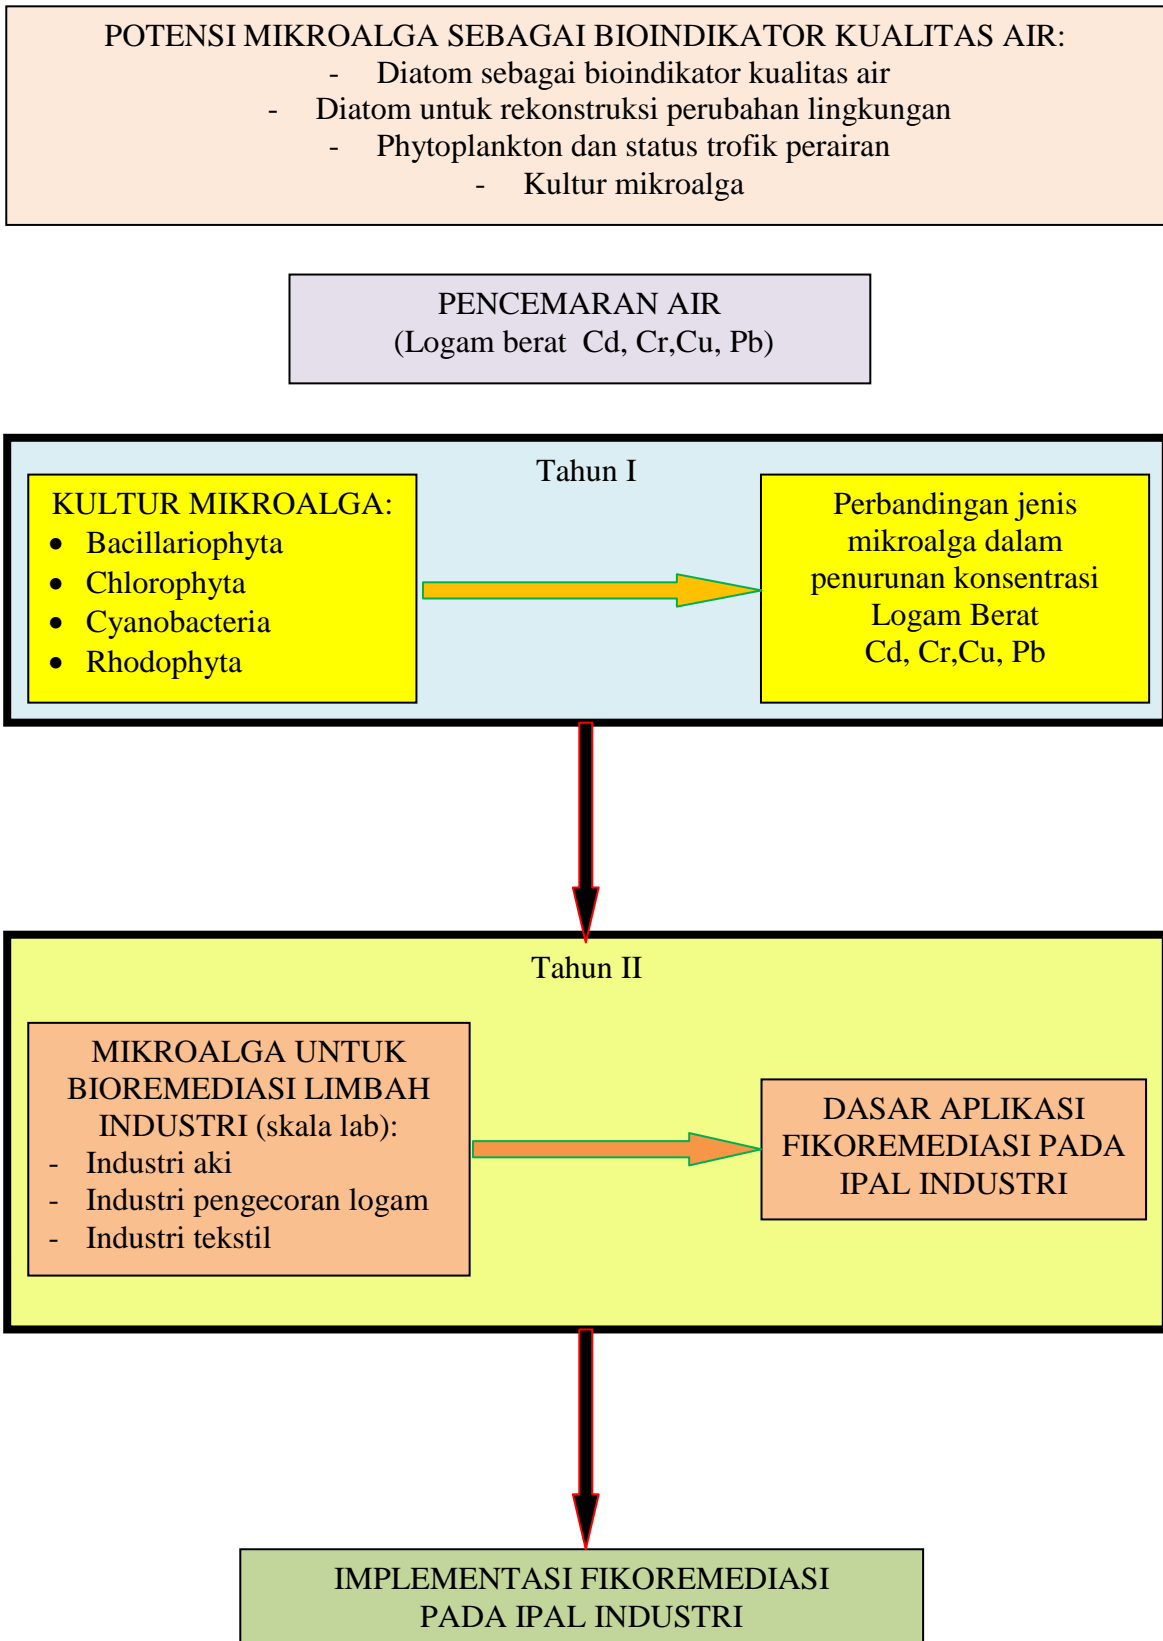 POTENSI MIKROALGA SEBAGAI BIOINDIKATOR KUALITAS AIR:
- Diatom sebagai bioindikator kualitas air
- Diatom untuk rekonstruksi perubahan lingkungan
- Phytoplankton dan status trofik perairan
- Kultur mikroalga
PENCEMARAN AIR
(Logam berat Cd, Cr,Cu, Pb)
Tahun I
KULTUR MIKROALGA:
• Bacillariophyta
• Chlorophyta
• Cyanobacteria
• Rhodophyta
Perbandingan jenis
mikroalga dalam
penurunan konsentrasi
Logam Berat
Cd, Cr,Cu, Pb
Tahun II
MIKROALGA UNTUK
BIOREMEDIASI LIMBAH
INDUSTRI (skala lab):
- Industri aki
- Industri pengecoran logam
- Industri tekstil
DASAR APLIKASI
FIKOREMEDIASI PADA
IPAL INDUSTRI
IMPLEMENTASI FIKOREMEDIASI
PADA IPAL INDUSTRI